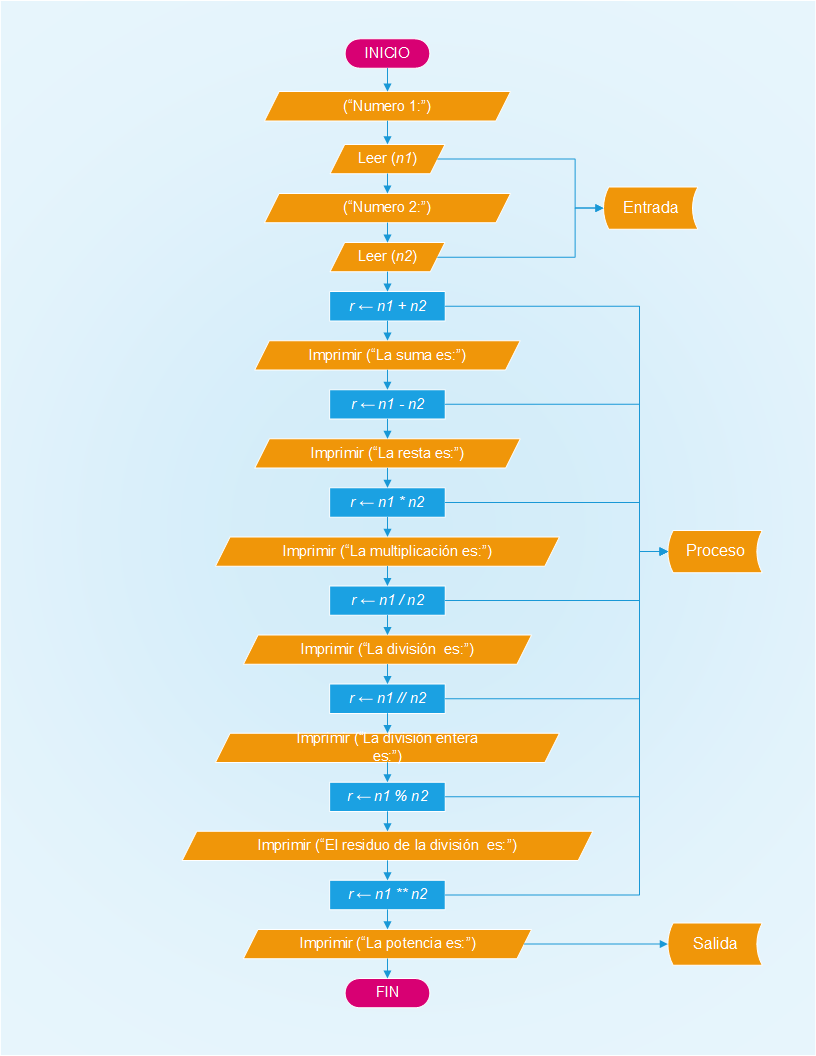 INICIO
(“Numero 1:”)
Leer (n1)
(“Numero 2:”)
Entrada
Leer (n2)
r ← n1 + n2
Imprimir (“La suma es:”)
r ← n1 - n2
Imprimir (“La resta es:”)
r ← n1 * n2
Imprimir (“La multiplicación es:”)
Proceso
r ← n1 / n2
Imprimir (“La división  es:”)
r ← n1 // n2
Imprimir (“La división entera
es:”)
r ← n1 % n2
Imprimir (“El residuo de la división  es:”)
r ← n1 ** n2
Imprimir (“La potencia es:”)
Salida
FIN